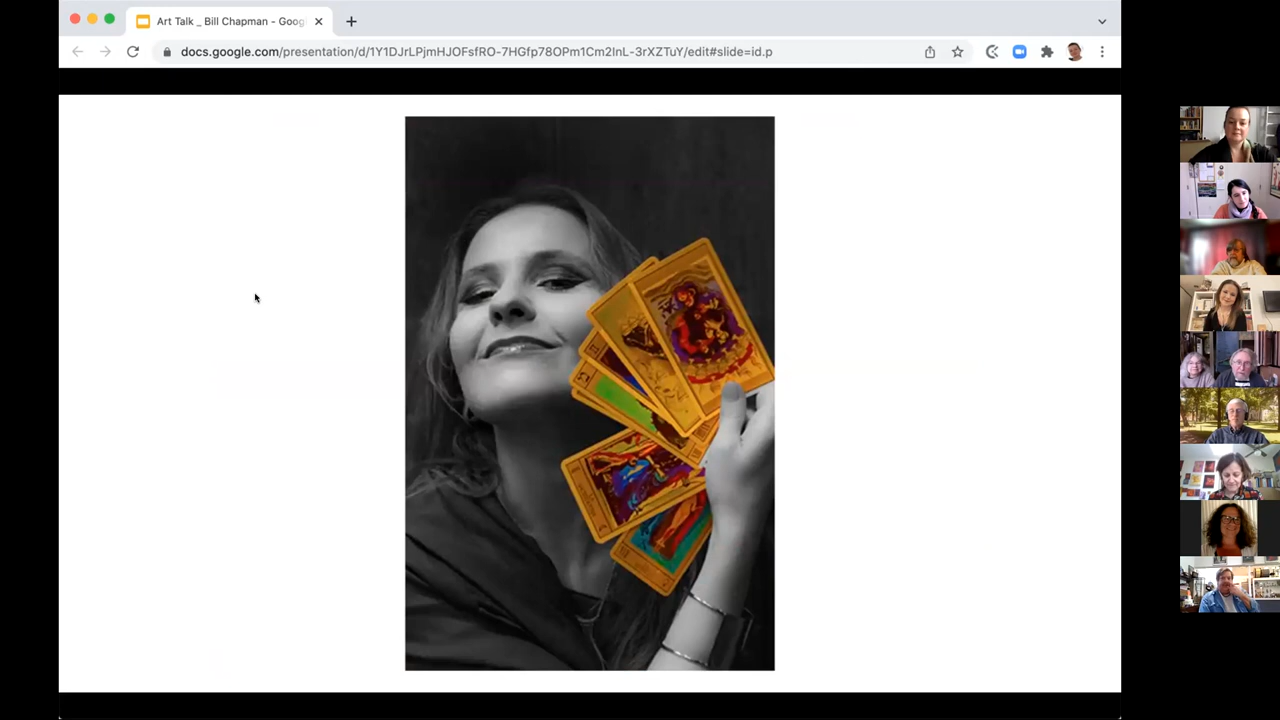 Art Talk _ Bill Chapman - Goog
docs.google.com/presentation/d/1Y1DJrLPjmHJOFsfRO-7HGfp78OPm1Cm2InL-3rXZTuY/edit#slide=id.p